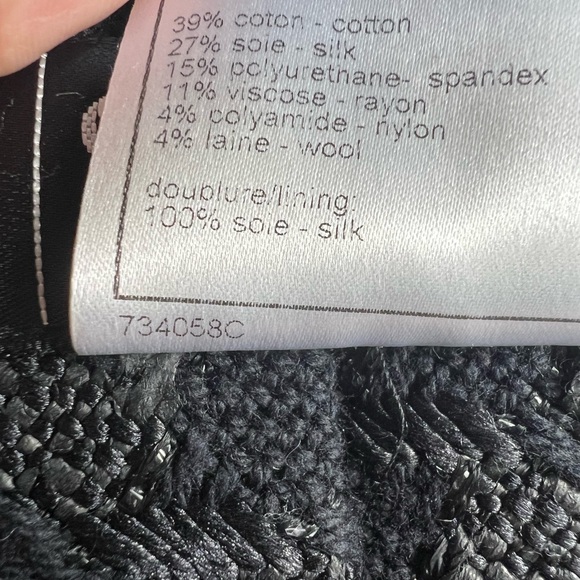 39% coton - cotton
27% soie - silk
15% polyurethane- spandex
11% viscose - rayon
4% polyamide - nylon
4% laine - wool
doublure/lining:
100% soie - silk
734058C